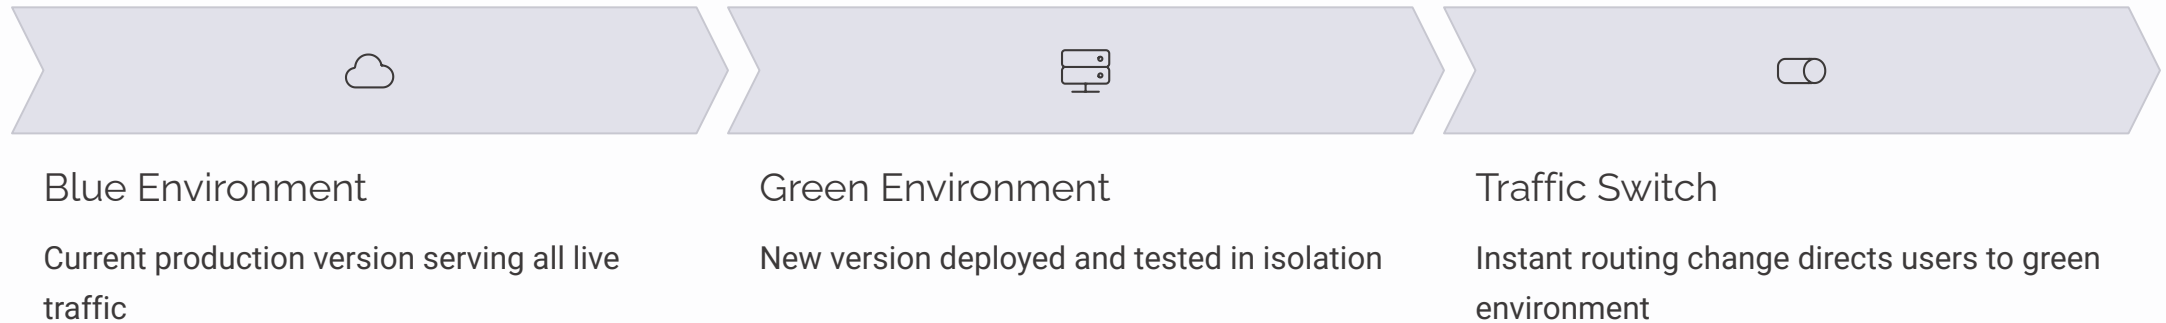 Blue Environment
Current production version serving all live
traffic
Green Environment
New version deployed and tested in isolation
Traffic Switch
Instant routing change directs users to green
environment